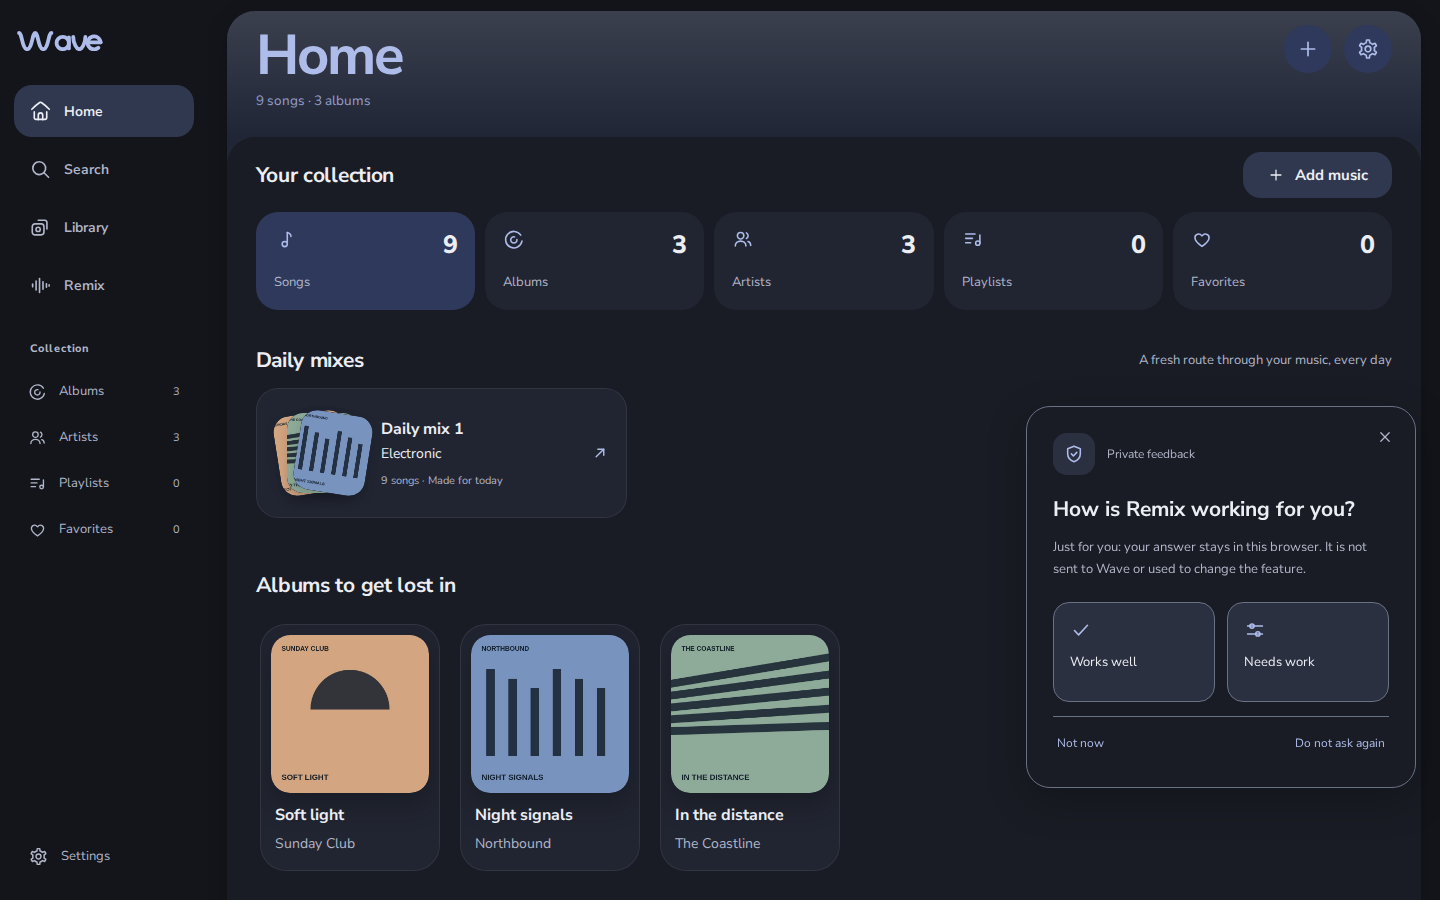 Wave
Home
Search
Library
Remix
Collection
Albums 3
Artists 3
Playlists 0
Favorites 0
Settings
Home
9 songs · 3 albums
Your collection
Add music
9
Songs
3
Albums
3
Artists
0
Playlists
0
Favorites
Daily mixes
A fresh route through your music, every day
NORTHBOUND
NIGHT SIGNALS
Daily mix 1
Electronic
9 songs · Made for today
Albums to get lost in
SUNDAY CLUB
SOFT LIGHT
Soft light
Sunday Club
NORTHBOUND
NIGHT SIGNALS
Night signals
Northbound
THE COASTLINE
IN THE DISTANCE
In the distance
The Coastline
Private feedback
How is Remix working for you?
Just for you: your answer stays in this browser. It is not
sent to Wave or used to change the feature.
Works well
Needs work
Not now
Do not ask again